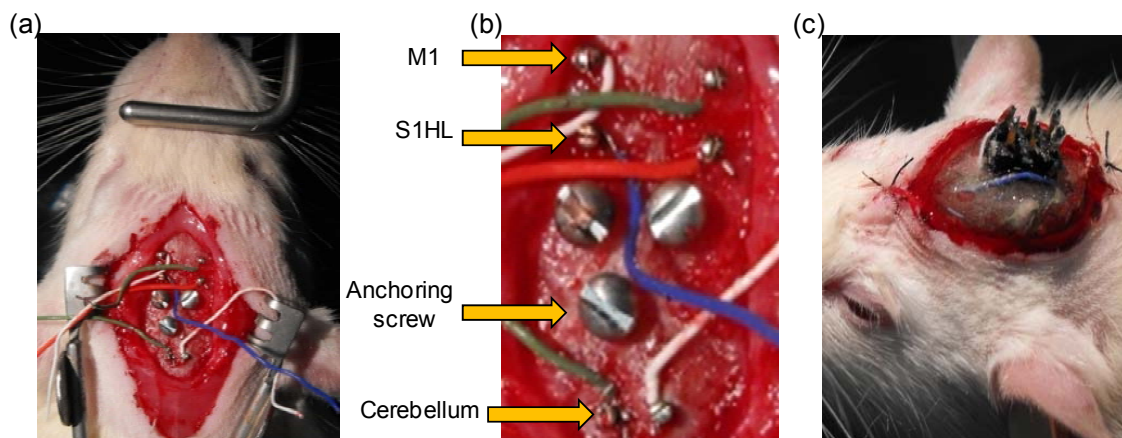 (a)
(b)
(c)
M1
S1HL
Anchoring
screw
Cerebellum